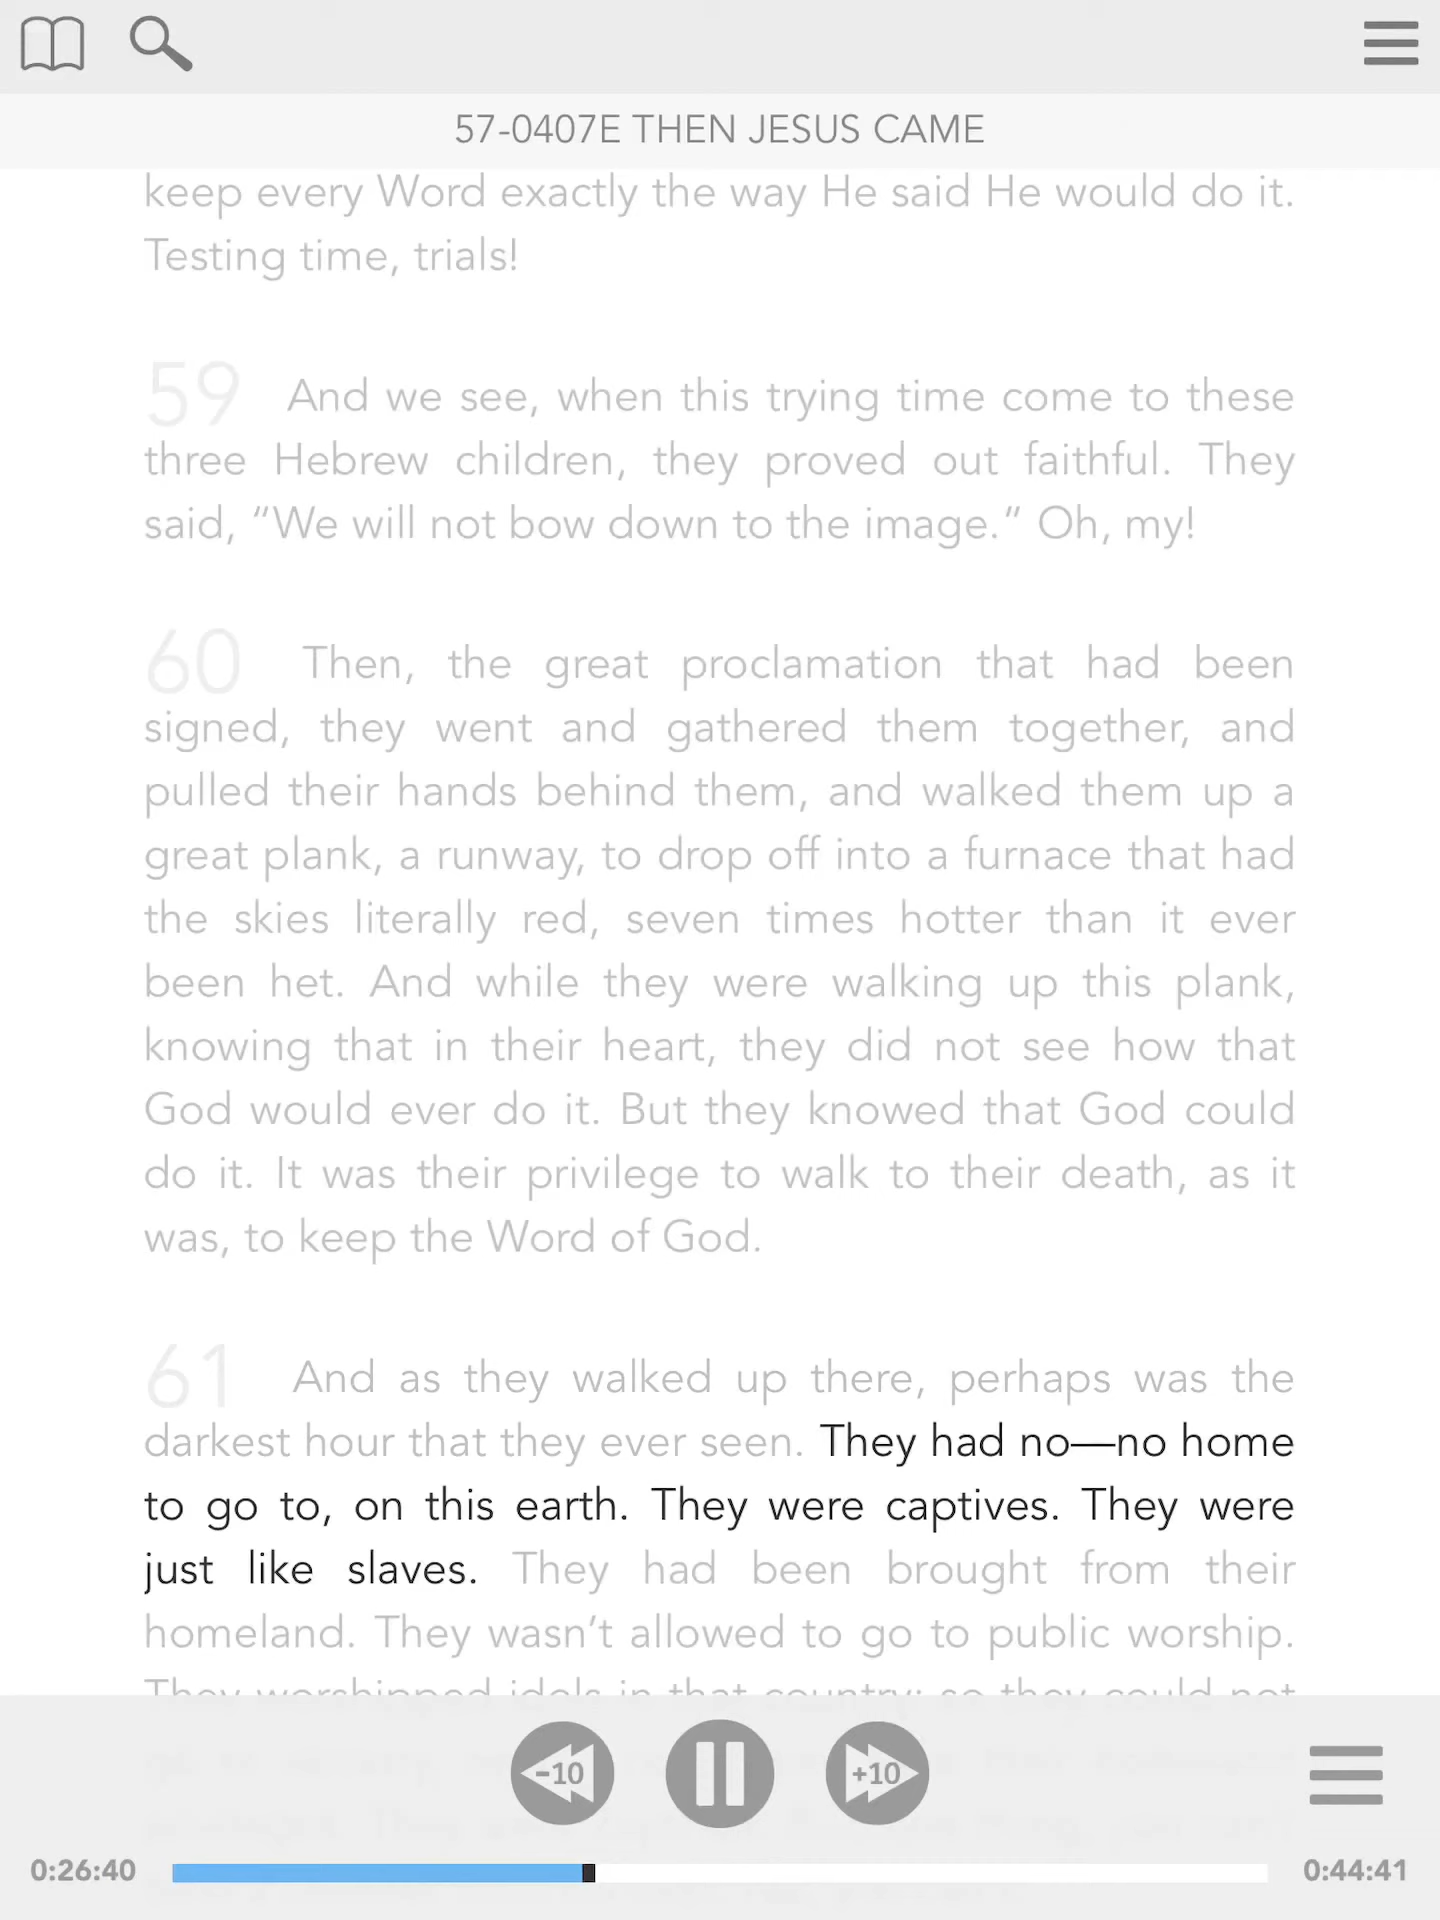 57-0407E THEN JESUS CAME
keep every Word exactly the way He said He would do it.
Testing time, trials!
59 And we see, when this trying time come to these
three Hebrew children, they proved out faithful. They
said, “We will not bow down to the image.” Oh, my!
60 Then, the great proclamation that had been
signed, they went and gathered them together, and
pulled their hands behind them, and walked them up a
great plank, a runway, to drop off into a furnace that had
the skies literally red, seven times hotter than it ever
been het. And while they were walking up this plank,
knowing that in their heart, they did not see how that
God would ever do it. But they knowed that God could
do it. It was their privilege to walk to their death, as it
was, to keep the Word of God.
61 And as they walked up there, perhaps was the
darkest hour that they ever seen. They had no—no home
to go to, on this earth. They were captives. They were
just like slaves. They had been brought from their
homeland. They wasn’t allowed to go to public worship.
They worshipped idols in that country; so they could not
-10 +10
0:26:40 0:44:41